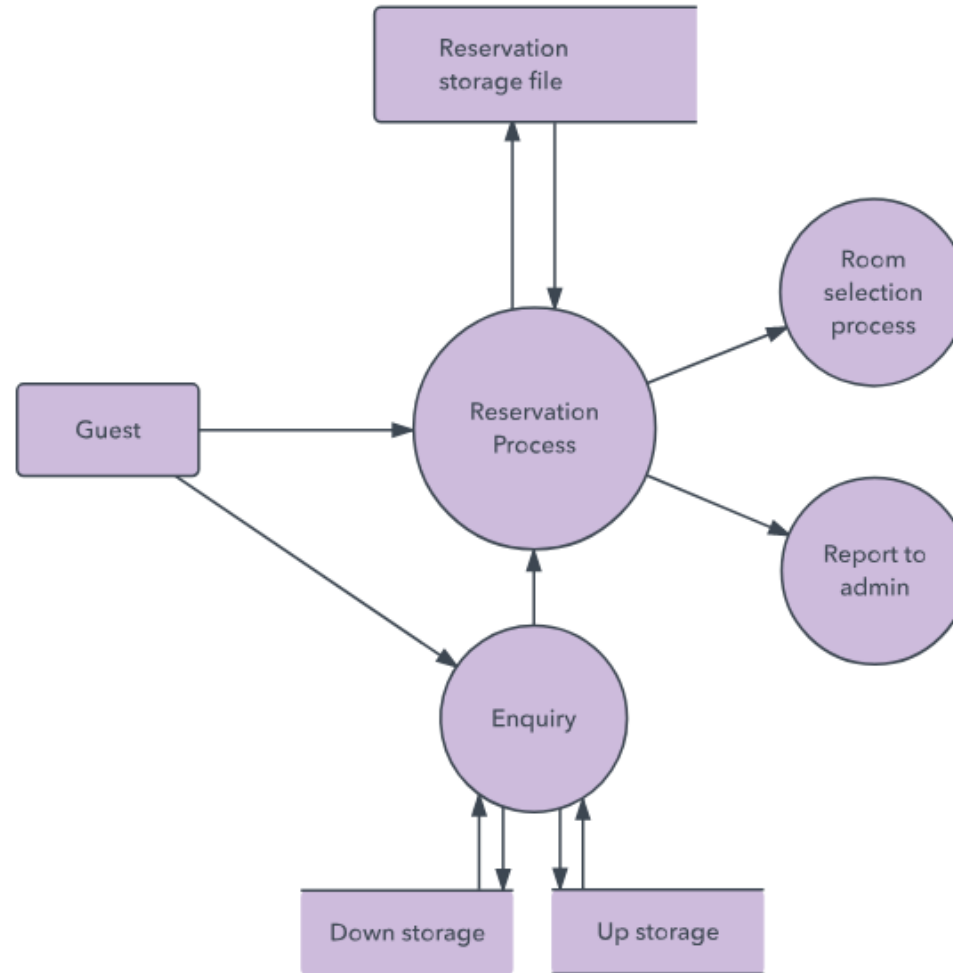 Reservation
storage file
Room
selection
process
Guest
Reservation
Process
Report to
admin
Enquiry
Down storage
Up storage